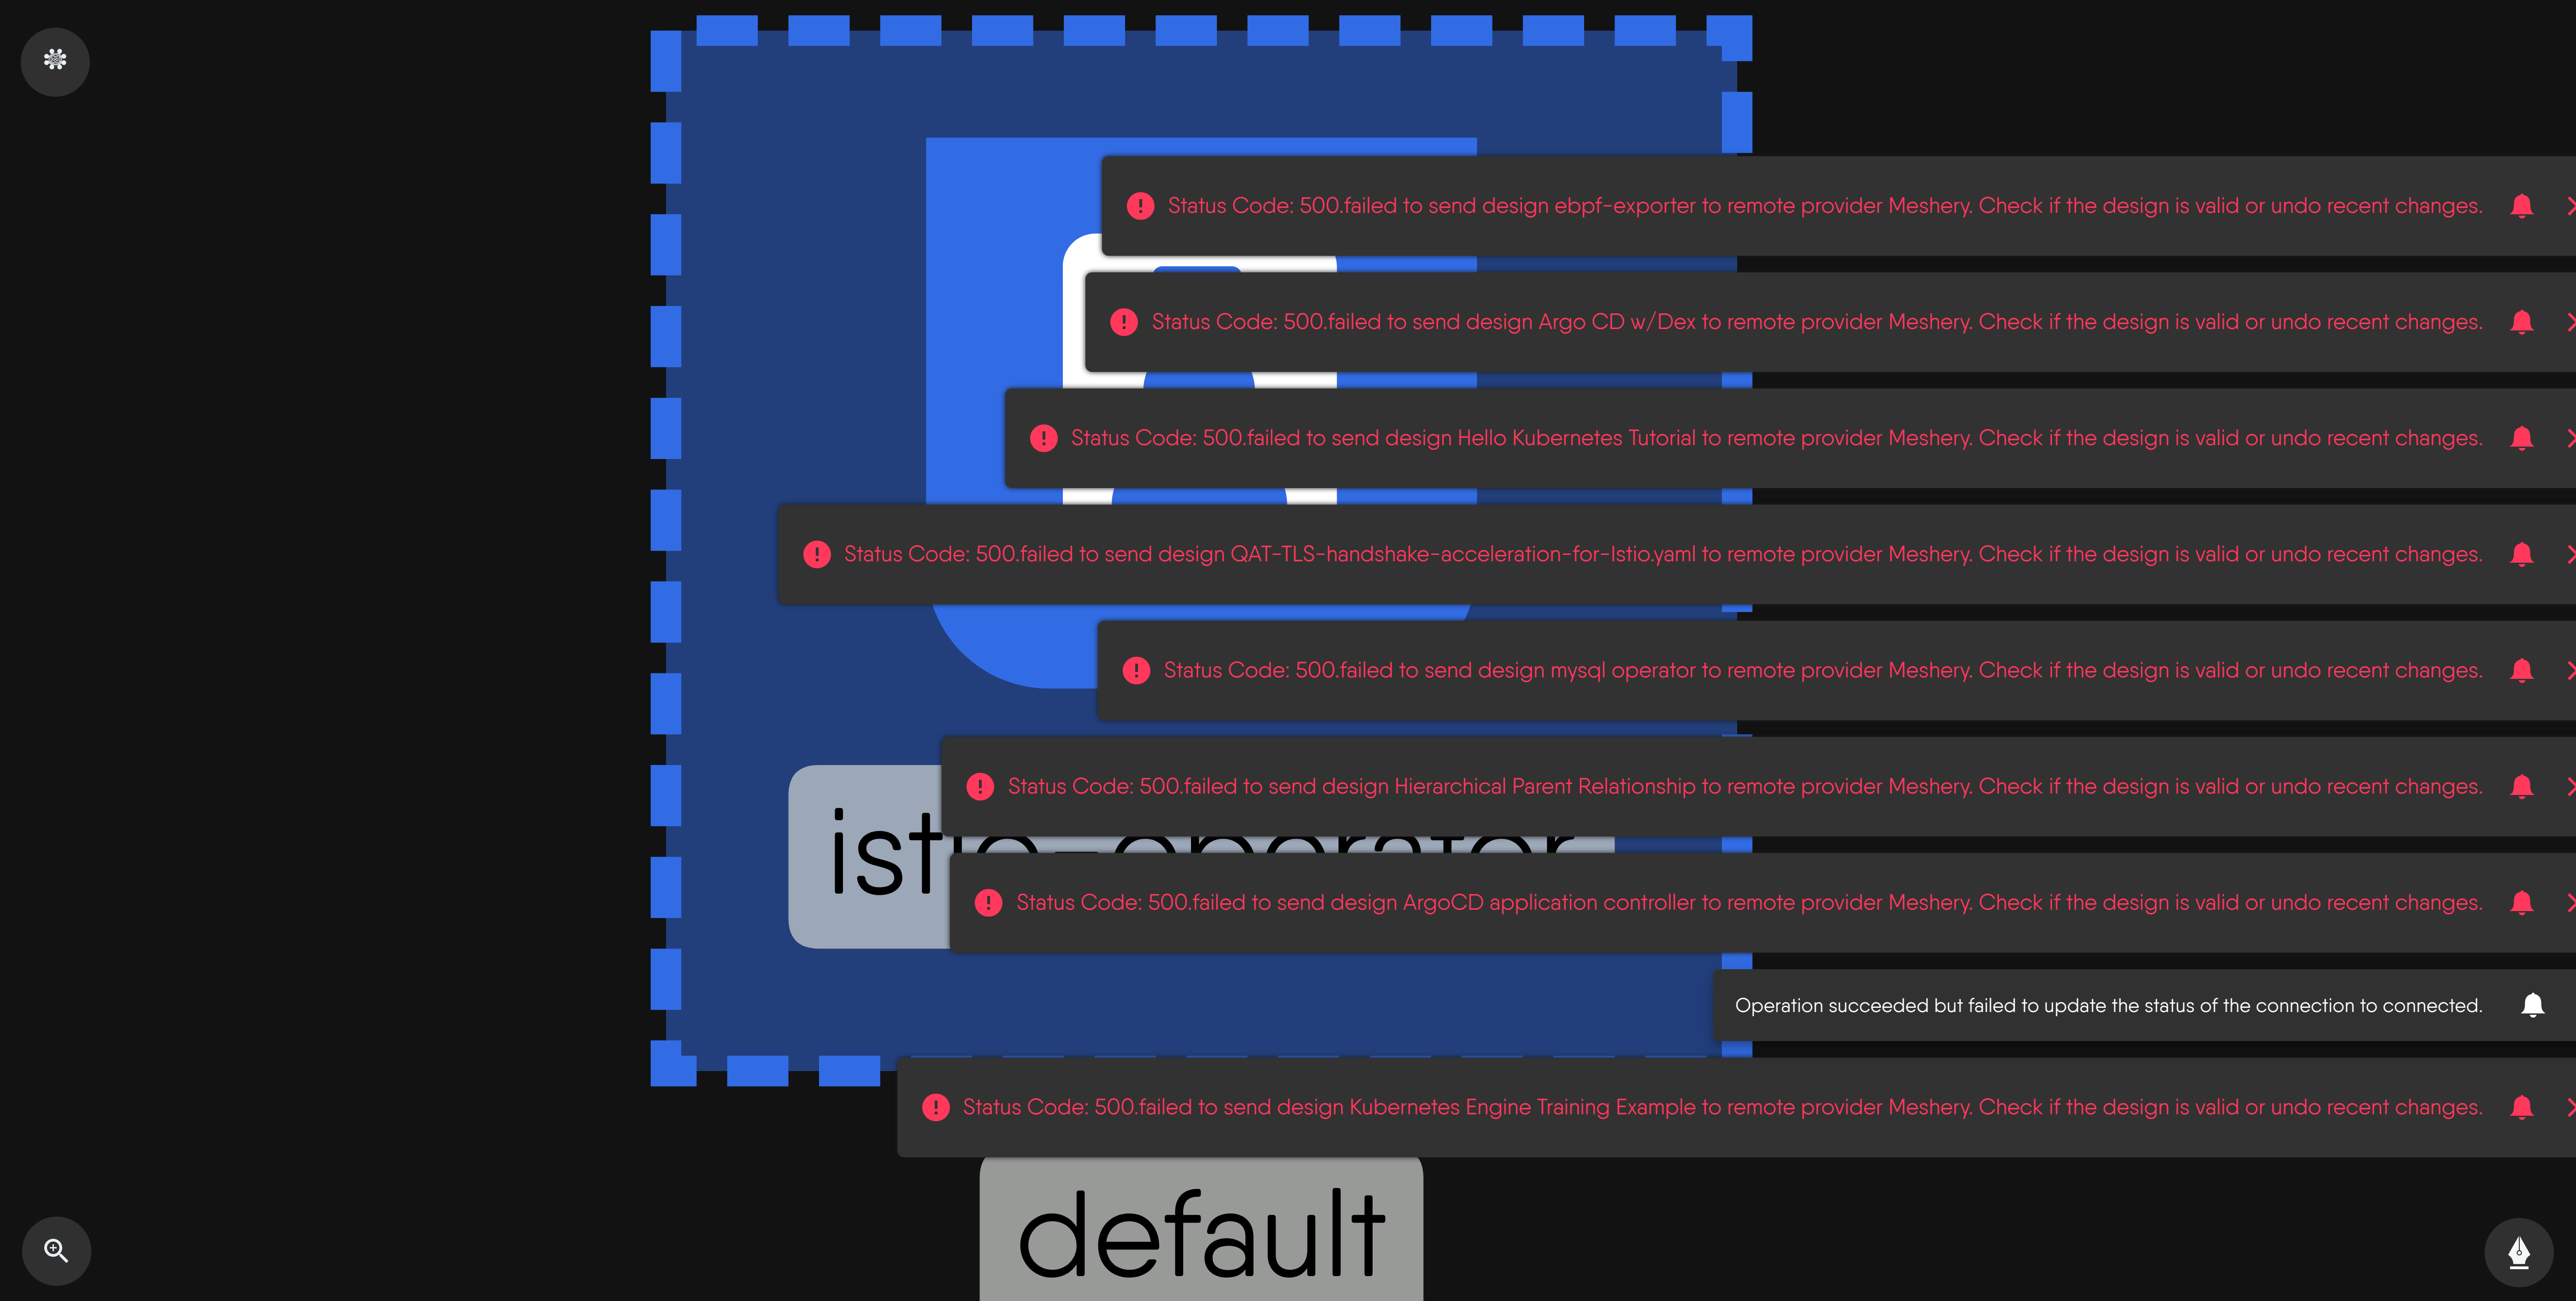 Status Code: 500.failed to send design ebpf-exporter to remote provider Meshery. Check if the design is valid or undo recent changes.
Status Code: 500.failed to send design Argo CD w/Dex to remote provider Meshery. Check if the design is valid or undo recent changes.
Status Code: 500.failed to send design Hello Kubernetes Tutorial to remote provider Meshery. Check if the design is valid or undo recent changes.
Status Code: 500.failed to send design QAT-TLS-handshake-acceleration-for-Istio.yaml to remote provider Meshery. Check if the design is valid or undo recent changes.
Status Code: 500.failed to send design mysql operator to remote provider Meshery. Check if the design is valid or undo recent changes.
Status Code: 500.failed to send design Hierarchical Parent Relationship to remote provider Meshery. Check if the design is valid or undo recent changes.
istio-operator
Status Code: 500.failed to send design ArgoCD application controller to remote provider Meshery. Check if the design is valid or undo recent changes.
Operation succeeded but failed to update the status of the connection to connected.
Status Code: 500.failed to send design Kubernetes Engine Training Example to remote provider Meshery. Check if the design is valid or undo recent changes.
default